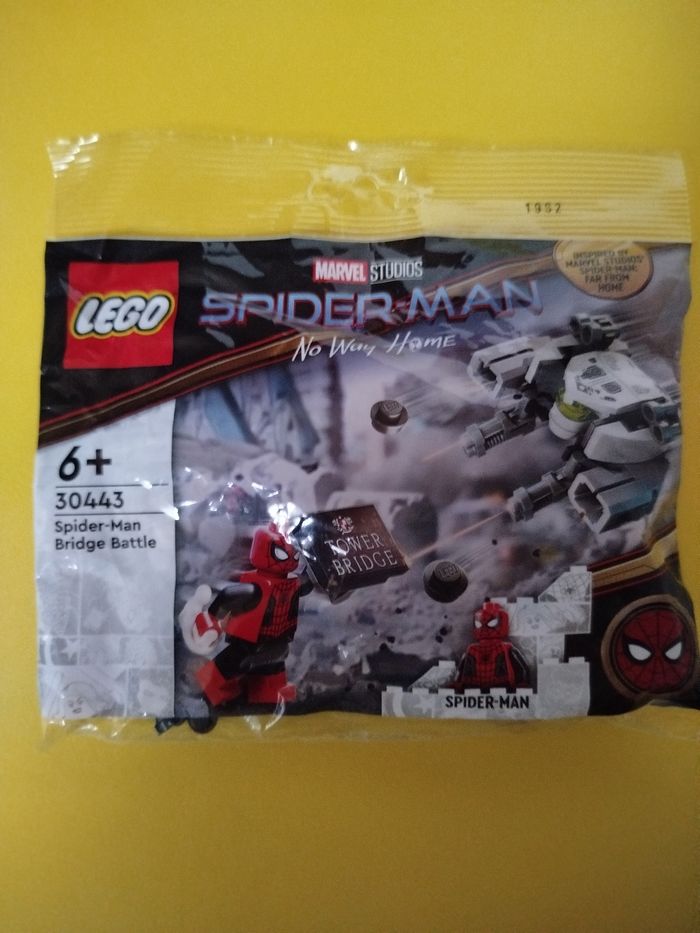 1992
MARVEL STUDIOS
INSPIRED BY
MARVEL STUDIOS'
SPIDER-MAN:
FAR FROM
HOME
LEGO
SPIDER-MAN
No Way Home
6+
30443
Spider-Man
Bridge Battle
TOWER
BRIDGE
SPIDER-MAN